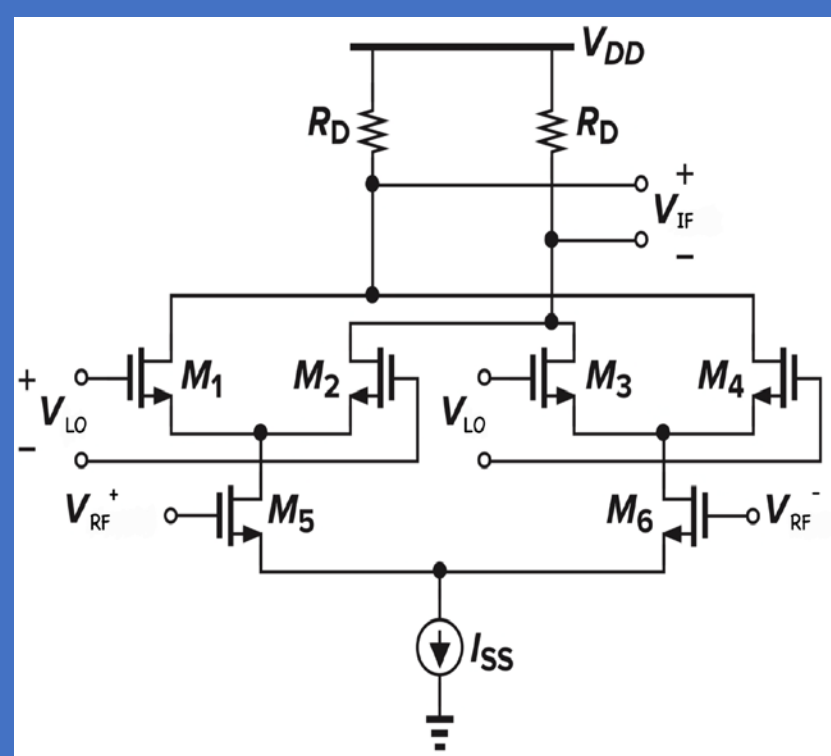 VDD
RD RD
+
VIF
−
+ M1 M2 M3 M4
VLO VLO
−
VRF+ M5 M6 VRF-
ISS